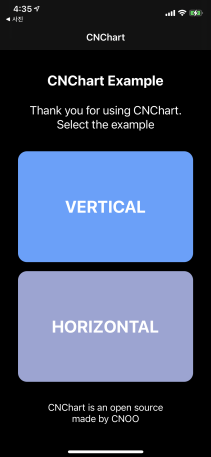 4:35
◀ 사진
CNChart
CNChart Example
Thank you for using CNChart.
Select the example
VERTICAL
HORIZONTAL
CNChart is an open source
made by CNOO